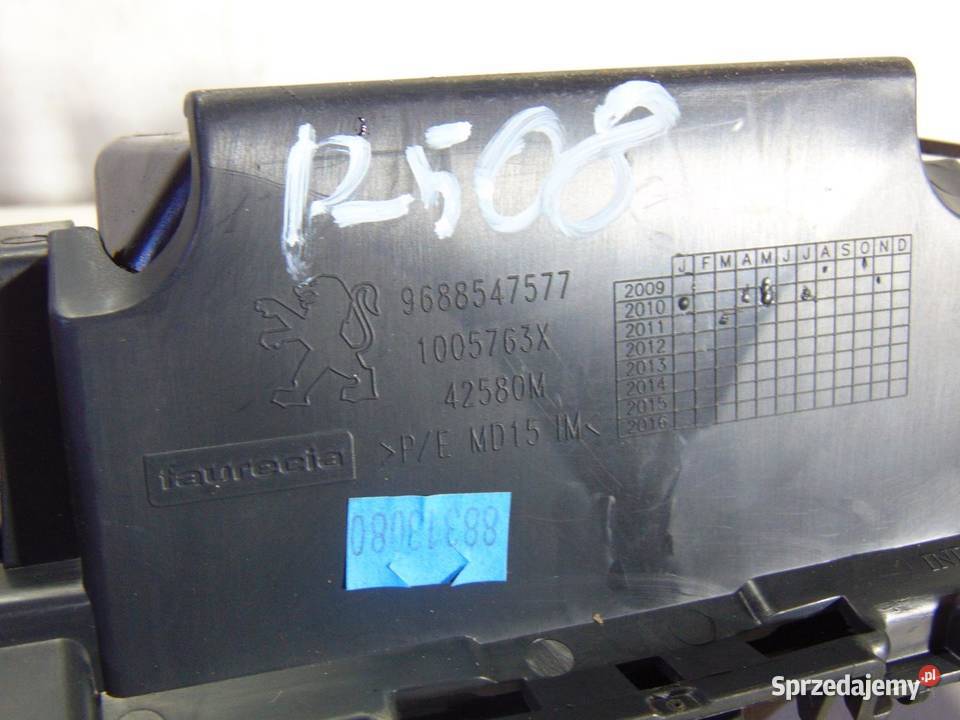 R508
9688547577
1005763X
42580M
>P/E MD15 IM<
faurecia
J F M A M J J A S O N D
2009
2010
2011
2012
2013
2014
2015
2016
88313080
Sprzedajemy.pl